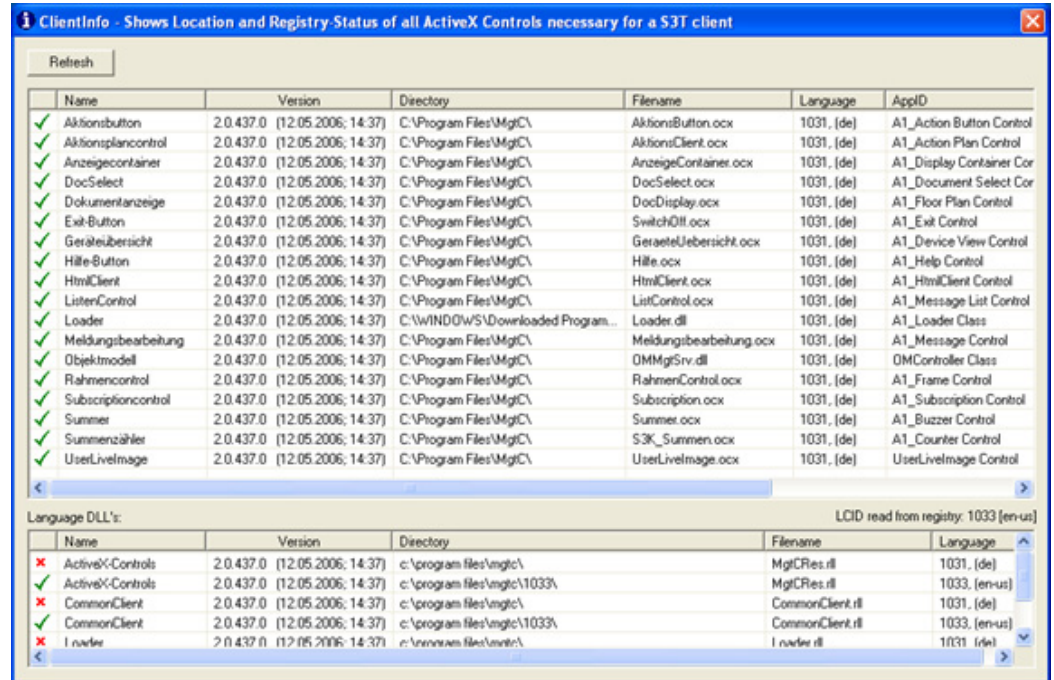 ClientInfo - Shows Location and Registry-Status of all ActiveX Controls necessary for a S3T client
Refresh
Name Version Directory Filename Language AppID
Aktionsbutton 2.0.437.0 (12.05.2006; 14:37) C:\Program Files\MgtC\ AktionsButton.ocx 1031, (de) A1_Action Button Control
Aktionsplancontrol 2.0.437.0 (12.05.2006; 14:37) C:\Program Files\MgtC\ AktionsClient.ocx 1031, (de) A1_Action Plan Control
Anzeigecontainer 2.0.437.0 (12.05.2006; 14:37) C:\Program Files\MgtC\ AnzeigeContainer.ocx 1031, (de) A1_Display Container Cor
DocSelect 2.0.437.0 (12.05.2006; 14:37) C:\Program Files\MgtC\ DocSelect.ocx 1031, (de) A1_Document Select Cor
Dokumentanzeige 2.0.437.0 (12.05.2006; 14:37) C:\Program Files\MgtC\ DocDisplay.ocx 1031, (de) A1_Floor Plan Control
Exit-Button 2.0.437.0 (12.05.2006; 14:37) C:\Program Files\MgtC\ SwitchOff.ocx 1031, (de) A1_Exit Control
Geräteübersicht 2.0.437.0 (12.05.2006; 14:37) C:\Program Files\MgtC\ GeraeteUebersicht.ocx 1031, (de) A1_Device View Control
Hilfe-Button 2.0.437.0 (12.05.2006; 14:37) C:\Program Files\MgtC\ Hilfe.ocx 1031, (de) A1_Help Control
HtmlClient 2.0.437.0 (12.05.2006; 14:37) C:\Program Files\MgtC\ HtmlClient.ocx 1031, (de) A1_HtmlClient Control
ListenControl 2.0.437.0 (12.05.2006; 14:37) C:\Program Files\MgtC\ ListControl.ocx 1031, (de) A1_Message List Control
Loader 2.0.437.0 (12.05.2006; 14:37) C:\WINDOWS\Downloaded Program... Loader.dll 1031, (de) A1_Loader Class
Meldungsbearbeitung 2.0.437.0 (12.05.2006; 14:37) C:\Program Files\MgtC\ Meldungsbearbeitung.ocx 1031, (de) A1_Message Control
Objektmodell 2.0.437.0 (12.05.2006; 14:37) C:\Program Files\MgtC\ OMMgtSrv.dll 1031, (de) OMController Class
Rahmencontrol 2.0.437.0 (12.05.2006; 14:37) C:\Program Files\MgtC\ RahmenControl.ocx 1031, (de) A1_Frame Control
Subscriptioncontrol 2.0.437.0 (12.05.2006; 14:37) C:\Program Files\MgtC\ Subscription.ocx 1031, (de) A1_Subscription Control
Summer 2.0.437.0 (12.05.2006; 14:37) C:\Program Files\MgtC\ Summer.ocx 1031, (de) A1_Buzzer Control
Summenzähler 2.0.437.0 (12.05.2006; 14:37) C:\Program Files\MgtC\ S3K_Summen.ocx 1031, (de) A1_Counter Control
UserLiveImage 2.0.437.0 (12.05.2006; 14:37) C:\Program Files\MgtC\ UserLiveImage.ocx 1031, (de) UserLiveImage Control
Language DLL's: LCID read from registry: 1033 [en-us]
Name Version Directory Filename Language
ActiveX-Controls 2.0.437.0 (12.05.2006; 14:37) c:\program files\mgtc\ MgtCRes.rll 1031, (de)
ActiveX-Controls 2.0.437.0 (12.05.2006; 14:37) c:\program files\mgtc\1033\ MgtCRes.rll 1033, (en-us)
CommonClient 2.0.437.0 (12.05.2006; 14:37) c:\program files\mgtc\ CommonClient.rll 1031, (de)
CommonClient 2.0.437.0 (12.05.2006; 14:37) c:\program files\mgtc\1033\ CommonClient.rll 1033, (en-us)
Loader 2.0.437.0 (12.05.2006; 14:37) c:\program files\mgtc\ Loader.rll 1031, (de)